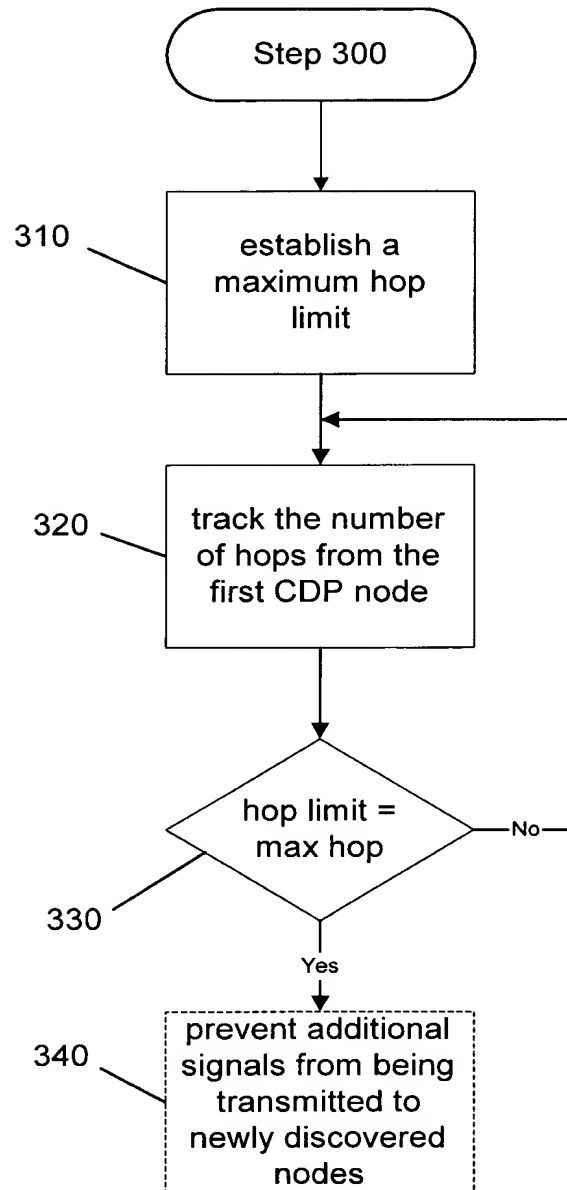 Step 300
310
establish a
maximum hop
limit
320
track the number
of hops from the
first CDP node
hop limit =
max hop
No
330
Yes
340
prevent additional
signals from being
transmitted to
newly discovered
nodes